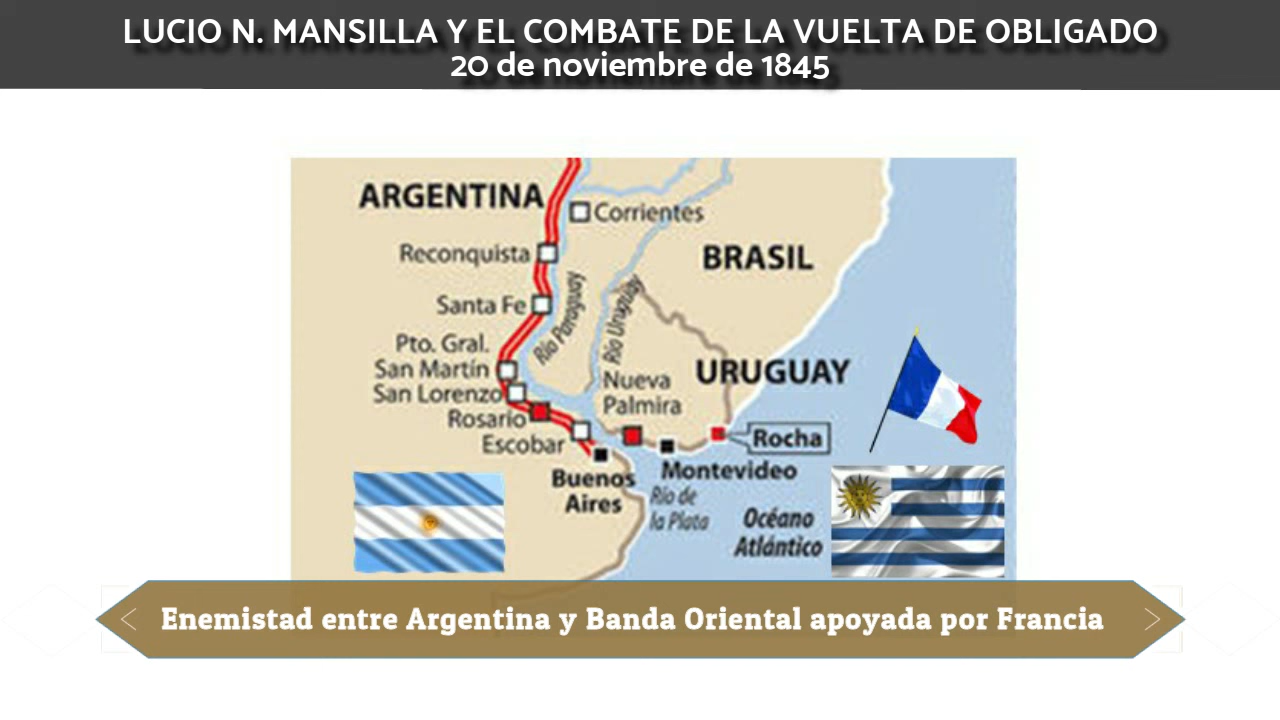 LUCIO N. MANSILLA Y EL COMBATE DE LA VUELTA DE OBLIGADO
20 de noviembre de 1845
ARGENTINA
Corrientes
Reconquista
BRASIL
Santa Fe
Río Paraguay
Río Uruguay
Pto. Gral.
San Martín
San Lorenzo
Rosario
Escobar
Nueva
Palmira
URUGUAY
Rocha
Buenos
Aires
Montevideo
Río de
la Plata
Océano
Atlántico
Enemistad entre Argentina y Banda Oriental apoyada por Francia